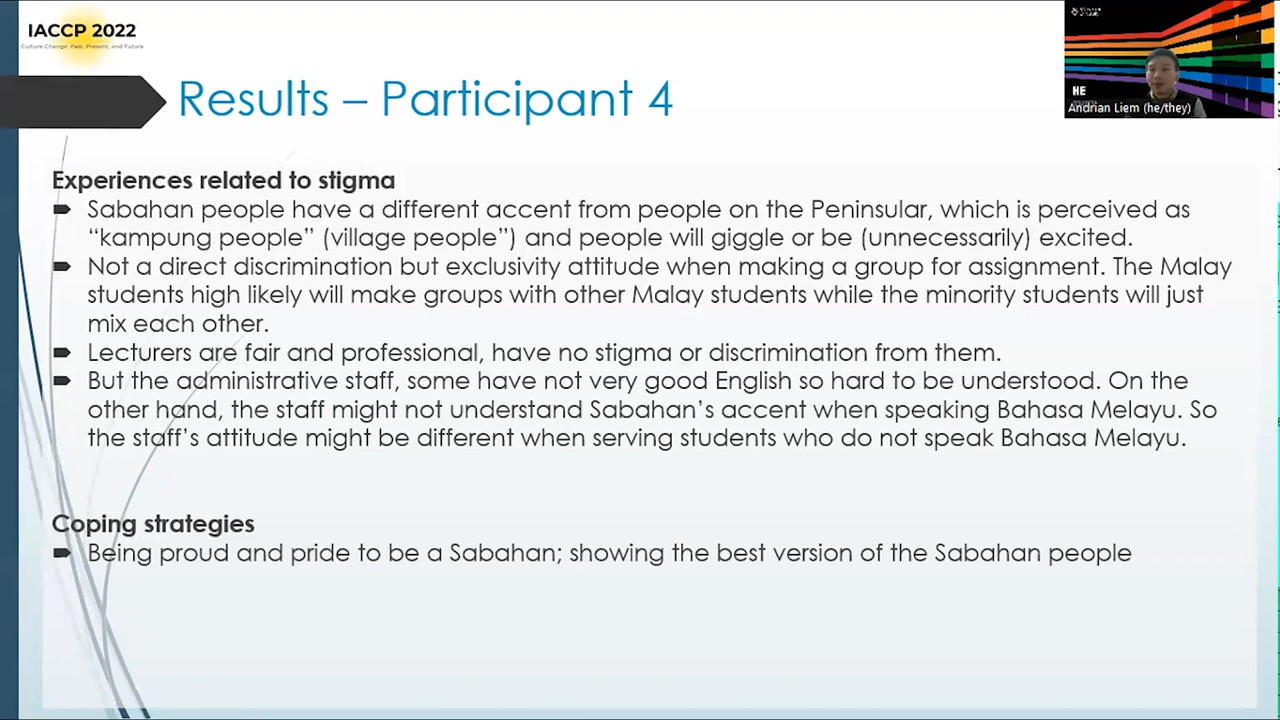 IACCP 2022
Culture Change: Past, Present, and Future
HE
Andrian Liem (he/they)
Results – Participant 4
Experiences related to stigma
Sabahan people have a different accent from people on the Peninsular, which is perceived as
“kampung people” (village people”) and people will giggle or be (unnecessarily) excited.
Not a direct discrimination but exclusivity attitude when making a group for assignment. The Malay
students high likely will make groups with other Malay students while the minority students will just
mix each other.
Lecturers are fair and professional, have no stigma or discrimination from them.
But the administrative staff, some have not very good English so hard to be understood. On the
other hand, the staff might not understand Sabahan’s accent when speaking Bahasa Melayu. So
the staff’s attitude might be different when serving students who do not speak Bahasa Melayu.
Coping strategies
Being proud and pride to be a Sabahan; showing the best version of the Sabahan people